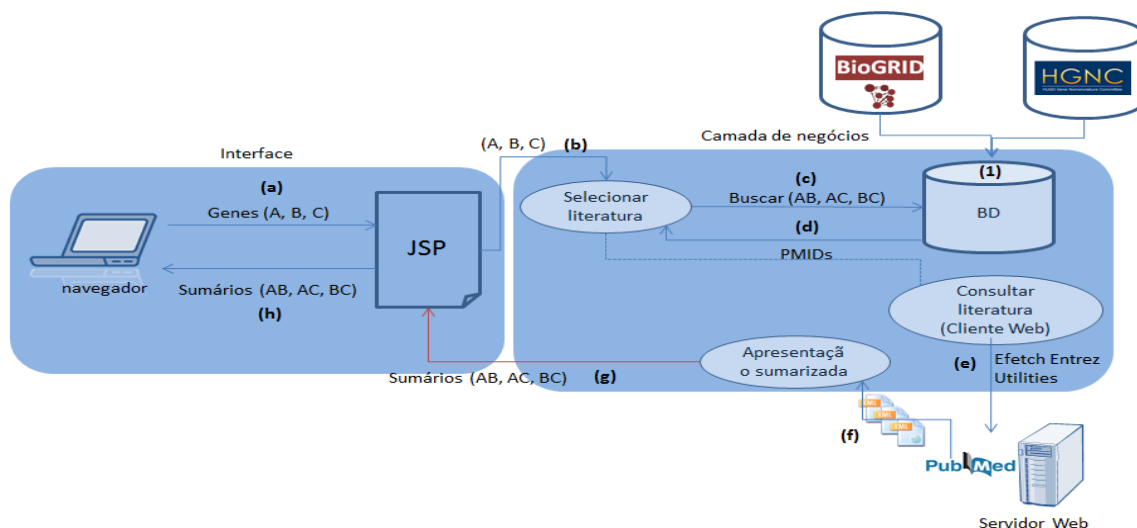 BioGRID
HGNC
Camada de negócios
Interface
(A, B, C) (b)
(a)
Genes (A, B, C)
JSP
navegador
Sumários (AB, AC, BC)
(h)
Selecionar
literatura
(c)
Buscar (AB, AC, BC)
(d)
PMIDs
(1)
BD
Consultar
literatura
(Cliente Web)
(e) Efetch Entrez
Utilities
Apresentaçã
o sumarizada
Sumários (AB, AC, BC) (g)
XML
XML
XML
(f)
PubMed
Servidor Web